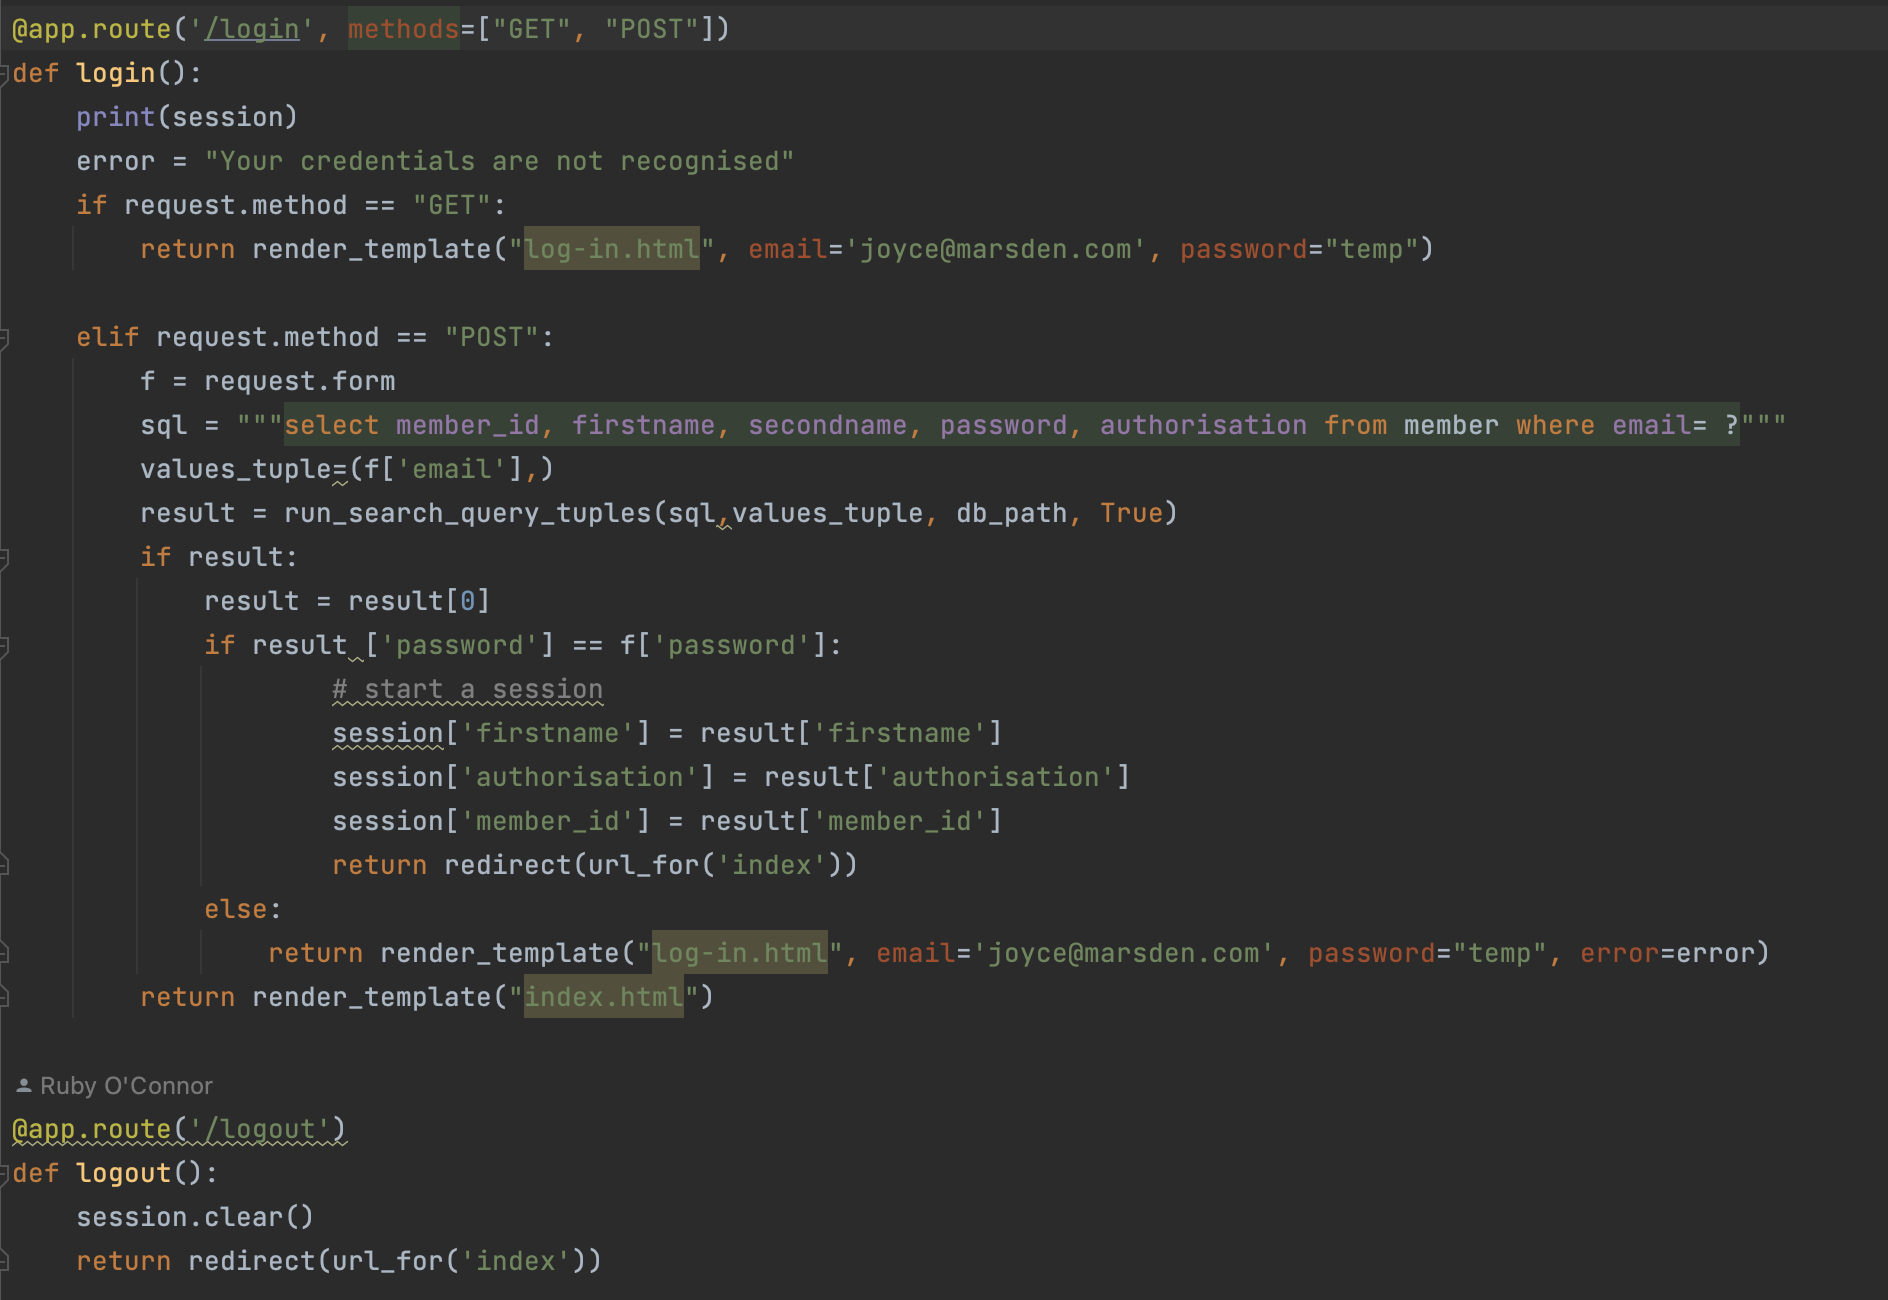 @app.route('/login', methods=["GET", "POST"])
def login():
    print(session)
    error = "Your credentials are not recognised"
    if request.method == "GET":
        return render_template("log-in.html", email='joyce@marsden.com', password="temp")

    elif request.method == "POST":
        f = request.form
        sql = """select member_id, firstname, secondname, password, authorisation from member where email= ?"""
        values_tuple=(f['email'],)
        result = run_search_query_tuples(sql,values_tuple, db_path, True)
        if result:
            result = result[0]
            if result ['password'] == f['password']:
                    # start a session
                    session['firstname'] = result['firstname']
                    session['authorisation'] = result['authorisation']
                    session['member_id'] = result['member_id']
                    return redirect(url_for('index'))
            else:
                return render_template("log-in.html", email='joyce@marsden.com', password="temp", error=error)
        return render_template("index.html")

Ruby O'Connor
@app.route('/logout')
def logout():
    session.clear()
    return redirect(url_for('index'))